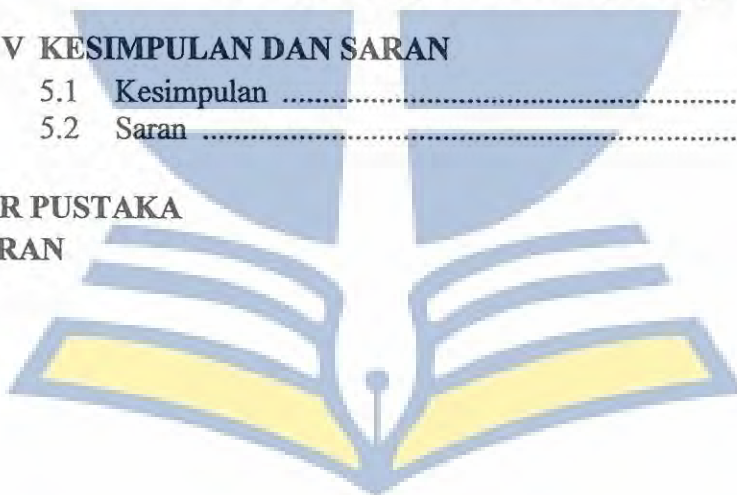 V KESIMPULAN DAN SARAN
5.1 Kesimpulan ........................................................................
5.2 Saran ........................................................................
R PUSTAKA
RAN